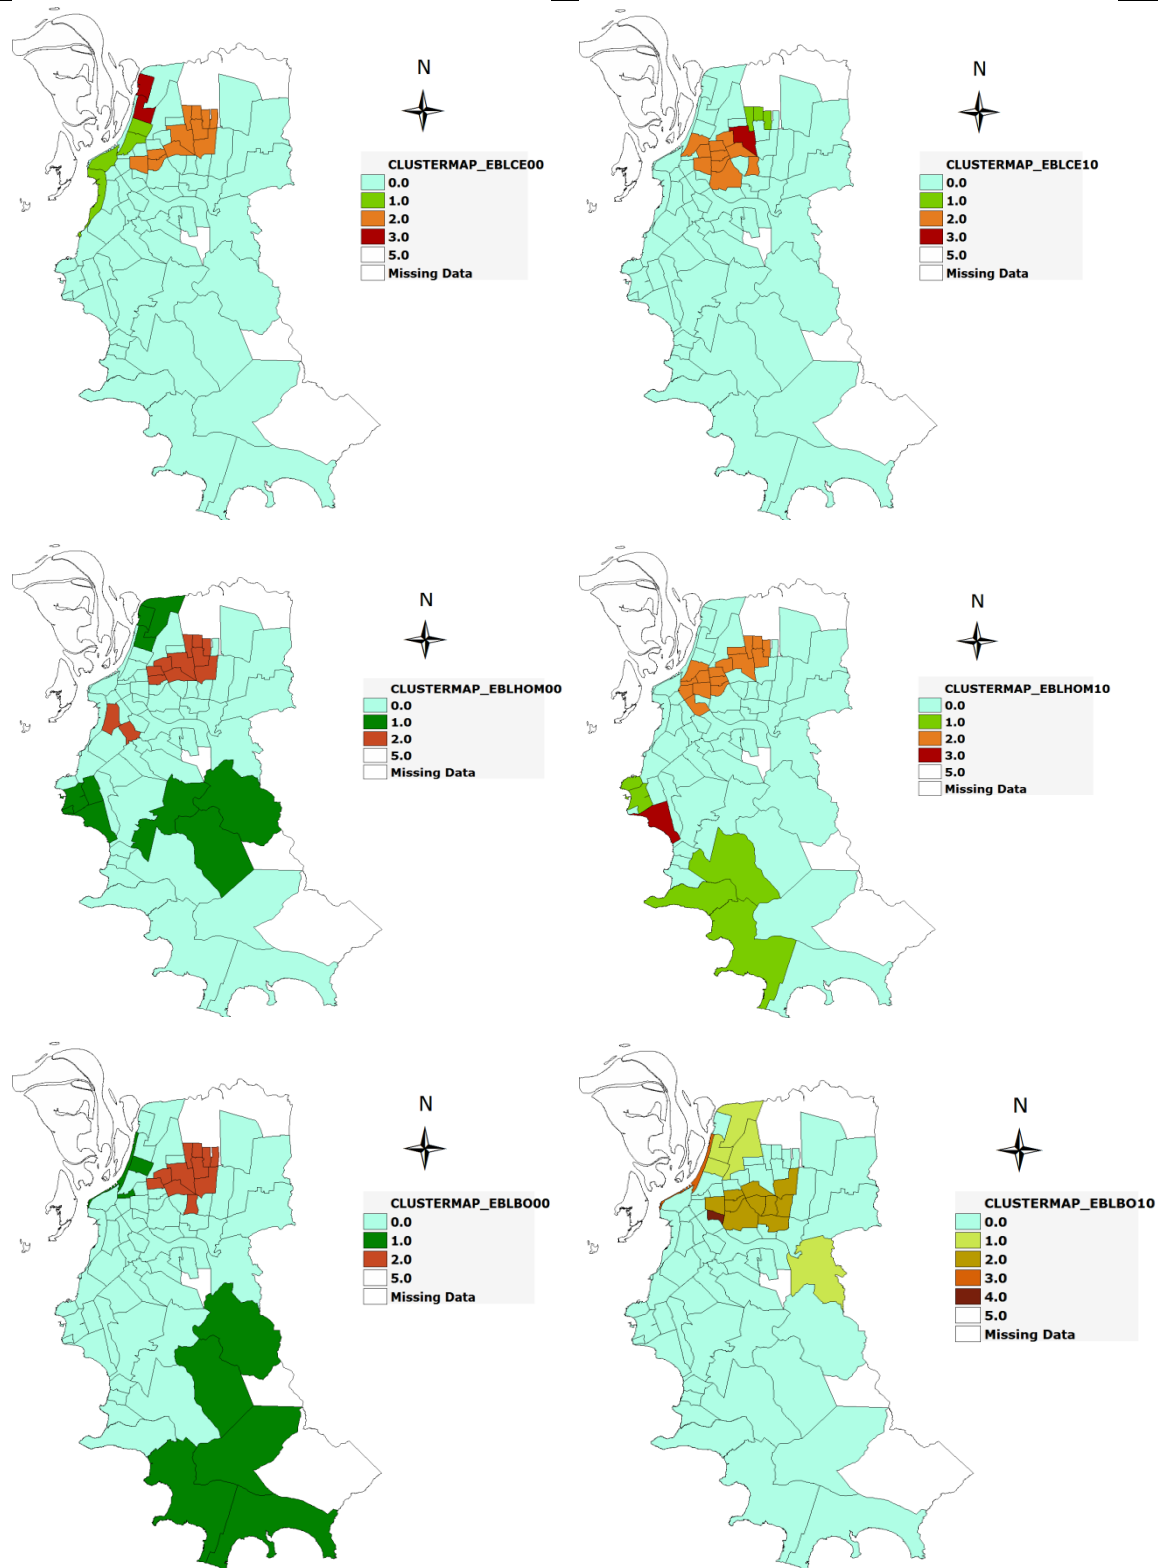 N
CLUSTERMAP_EBLCE00
0.0
1.0
2.0
3.0
5.0
Missing Data
N
CLUSTERMAP_EBLCE10
0.0
1.0
2.0
3.0
5.0
Missing Data
N
CLUSTERMAP_EBLHOM00
0.0
1.0
2.0
5.0
Missing Data
N
CLUSTERMAP_EBLHOM10
0.0
1.0
2.0
3.0
5.0
Missing Data
N
CLUSTERMAP_EBLBO00
0.0
1.0
2.0
5.0
Missing Data
N
CLUSTERMAP_EBLBO10
0.0
1.0
2.0
3.0
4.0
5.0
Missing Data